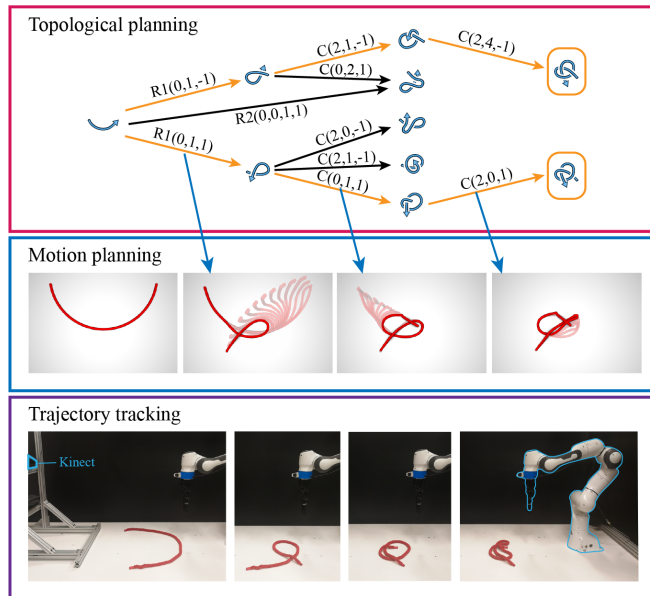 Topological planning
C(2,1,-1)
C(2,4,-1)
R1(0,1,-1)
C(0,2,1)
R2(0,0,1,1)
R1(0,1,1)
C(2,0,-1)
C(2,1,-1)
C(0,1,1)
C(2,0,1)
Motion planning
Trajectory tracking
Kinect